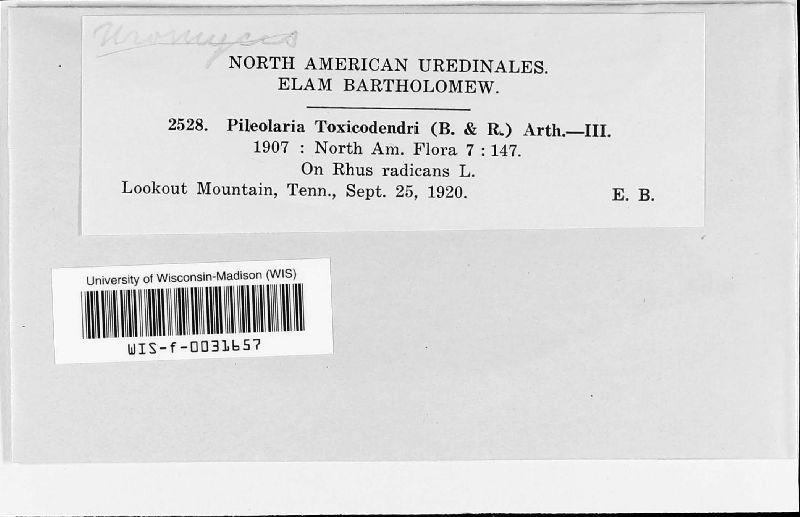 Uromyces
NORTH AMERICAN UREDINALES.
ELAM BARTHOLOMEW.
2528. Pileolaria Toxicodendri (B. & R.) Arth.—III.
1907 : North Am. Flora 7 : 147.
On Rhus radicans L.
Lookout Mountain, Tenn., Sept. 25, 1920. E. B.
University of Wisconsin-Madison (WIS)
WIS-f-0031657